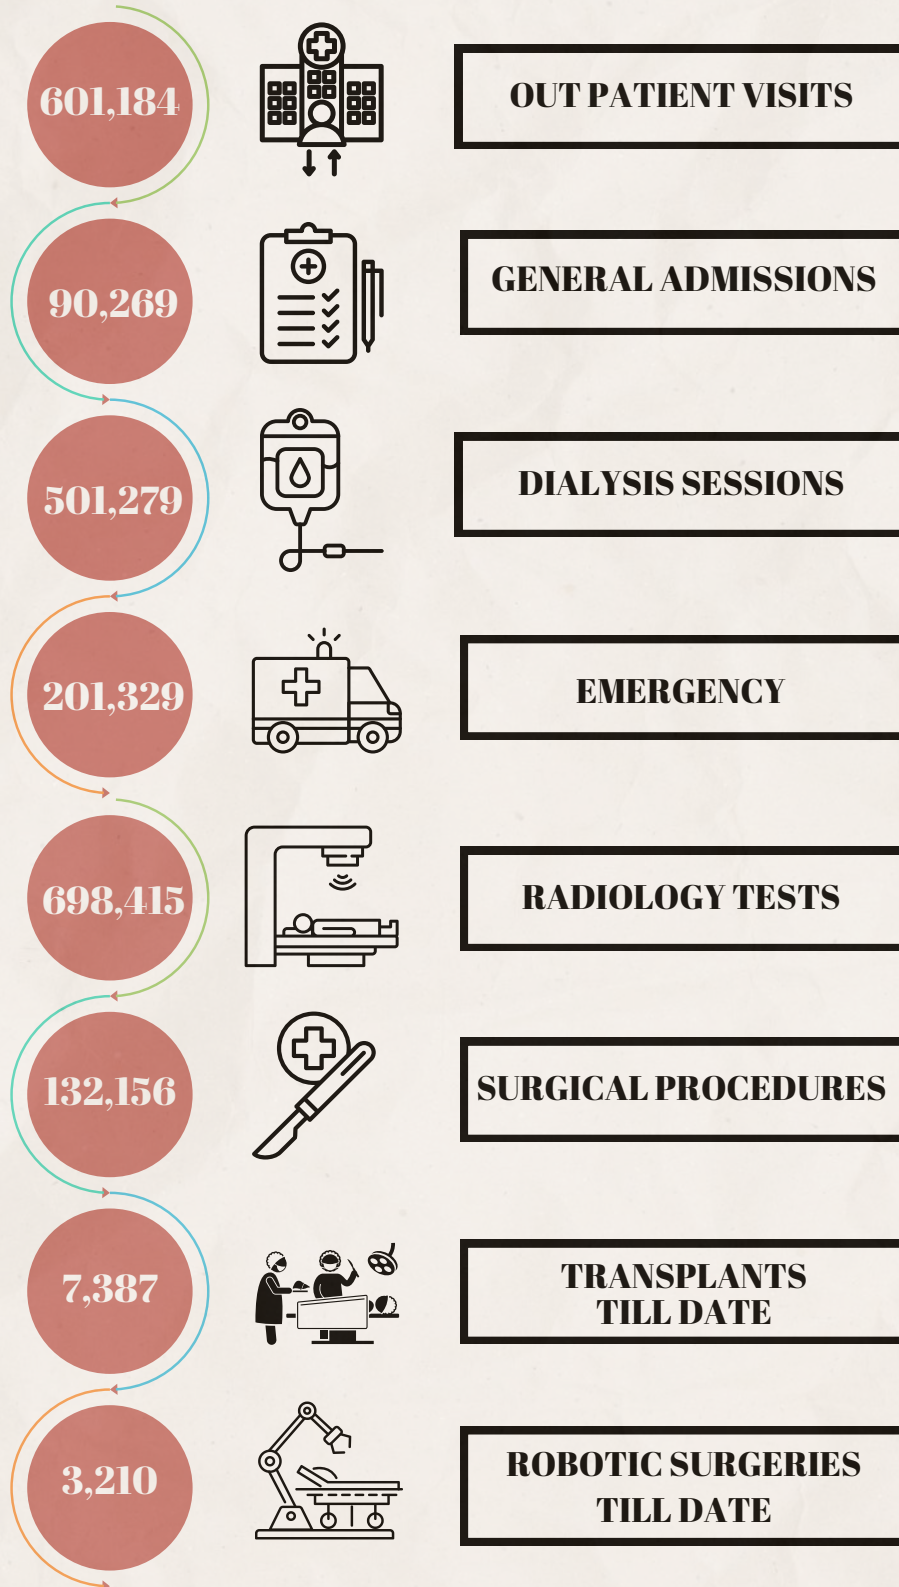 601,184
OUT PATIENT VISITS
90,269
GENERAL ADMISSIONS
501,279
DIALYSIS SESSIONS
201,329
EMERGENCY
698,415
RADIOLOGY TESTS
132,156
SURGICAL PROCEDURES
7,387
TRANSPLANTS
TILL DATE
3,210
ROBOTIC SURGERIES
TILL DATE